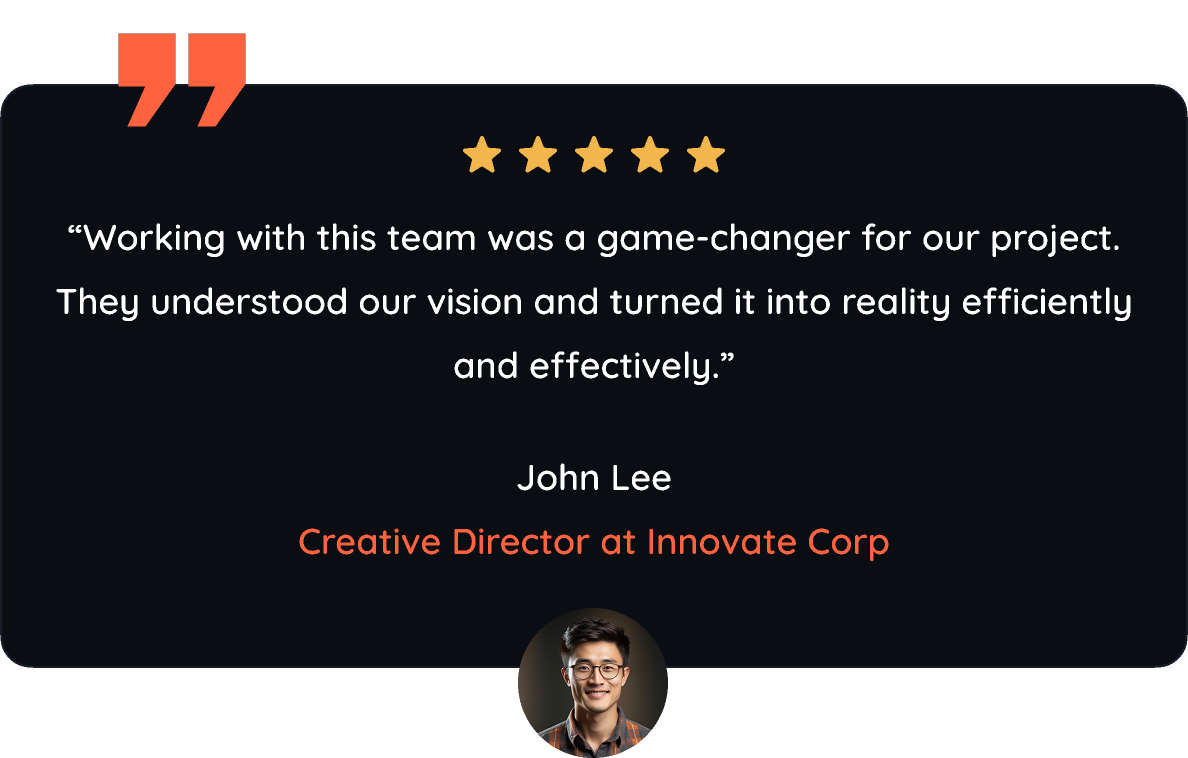 “Working with this team was a game-changer for our project.
They understood our vision and turned it into reality efficiently
and effectively.”
John Lee
Creative Director at Innovate Corp